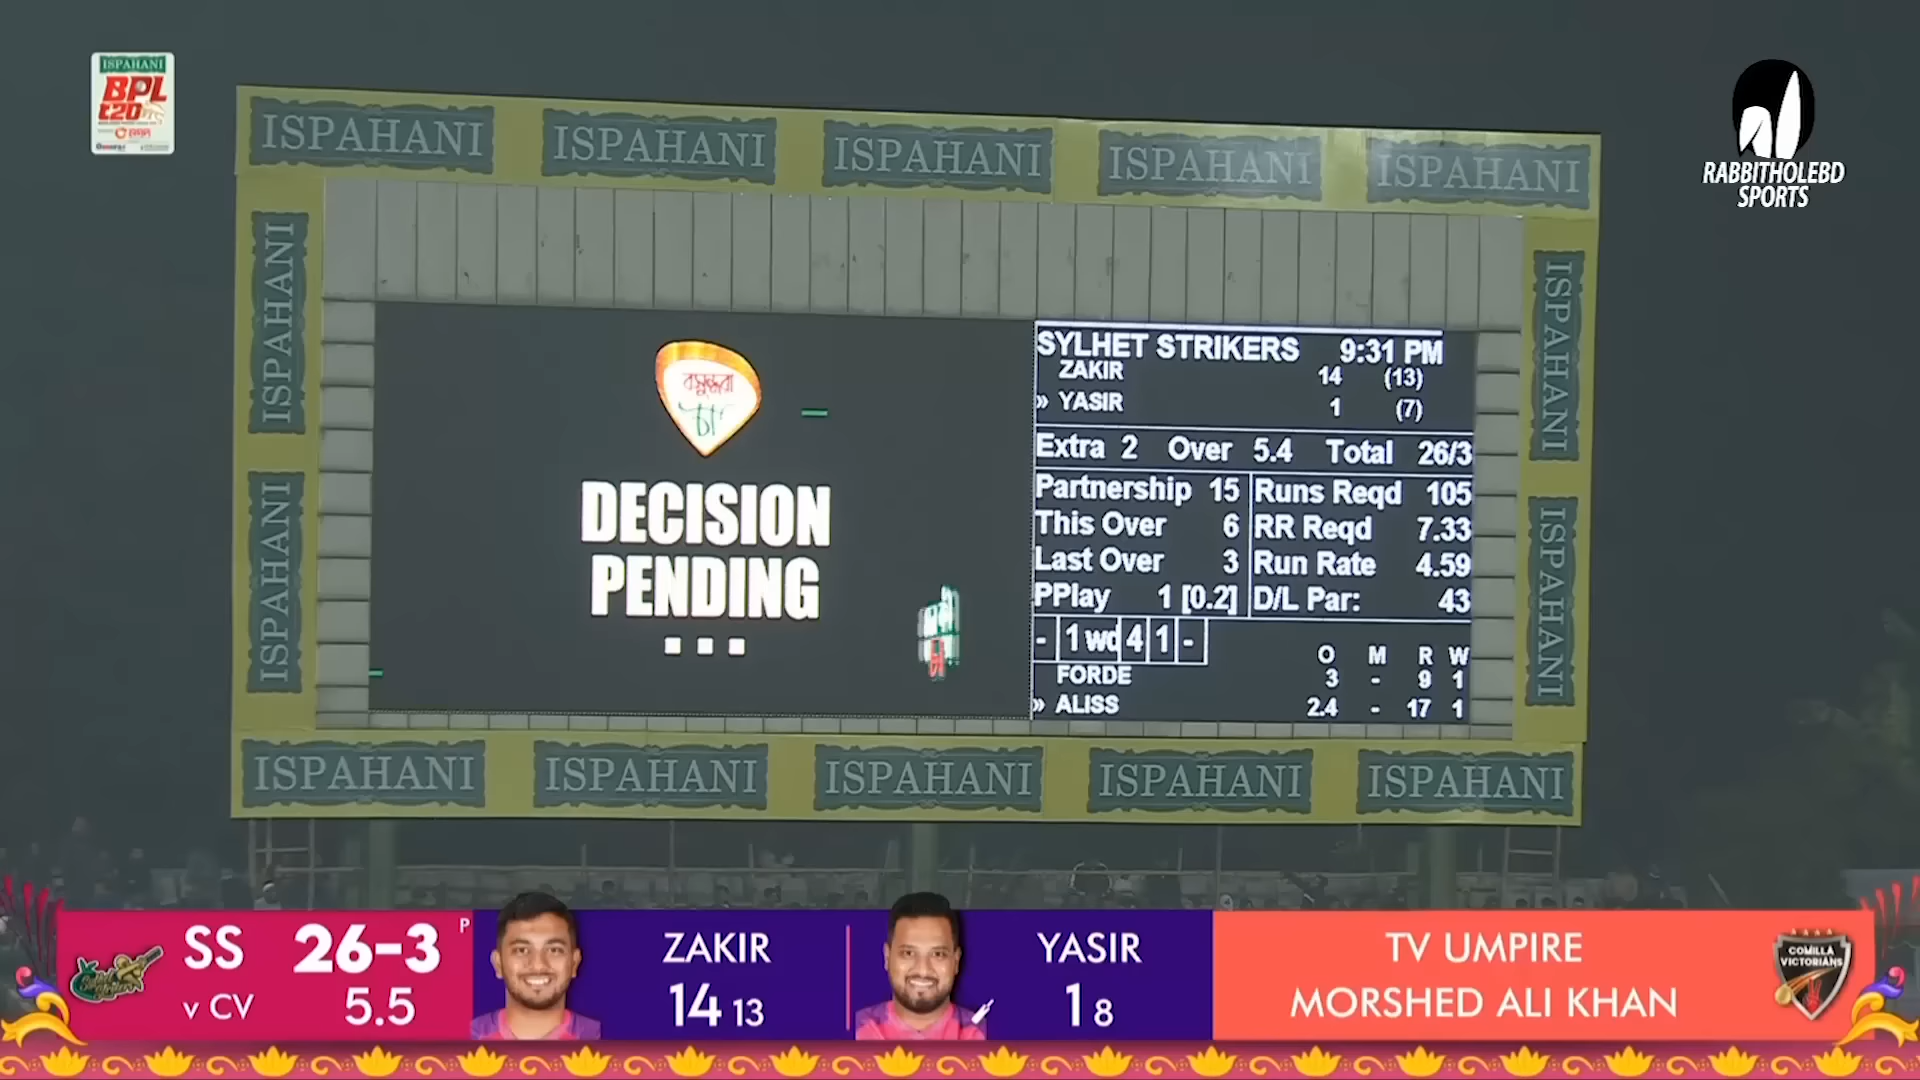 ISPAHANI
BPL
t20
RABBITHOLEBD
SPORTS
ISPAHANI ISPAHANI ISPAHANI ISPAHANI ISPAHANI
ISPAHANI
ISPAHANI
ISPAHANI
ISPAHANI
বসুন্ধরা
DECISION
PENDING
SYLHET STRIKERS 9:31 PM
ZAKIR 14 (13)
» YASIR 1 (7)
Extra 2 Over 5.4 Total 26/3
Partnership 15 Runs Reqd 105
This Over 6 RR Reqd 7.33
Last Over 3 Run Rate 4.59
PPlay 1 [0.2] D/L Par: 43
- 1 wd 4 1 -
O M R W
FORDE 3 - 9 1
» ALISS 2.4 - 17 1
ISPAHANI ISPAHANI ISPAHANI ISPAHANI ISPAHANI
SS 26-3 P
v CV 5.5
ZAKIR
14 13
YASIR
1 8
TV UMPIRE
MORSHED ALI KHAN
COMILLA
VICTORIANS